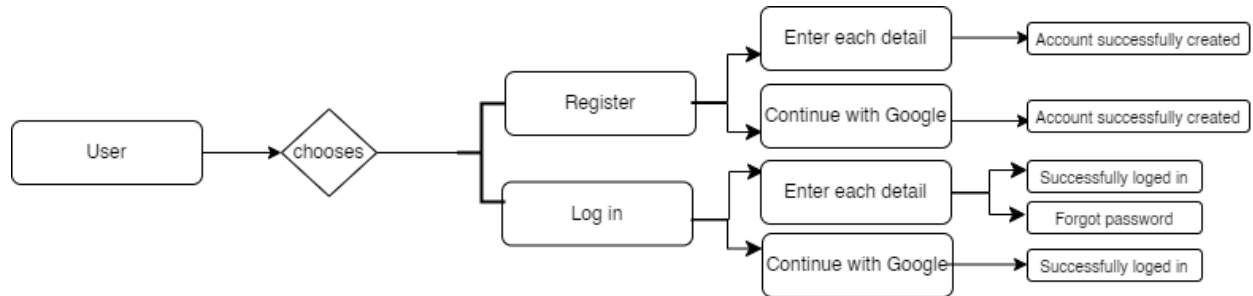 User
chooses
Register
Enter each detail
Account successfully created
Continue with Google
Account successfully created
Log in
Enter each detail
Successfully loged in
Forgot password
Continue with Google
Successfully loged in